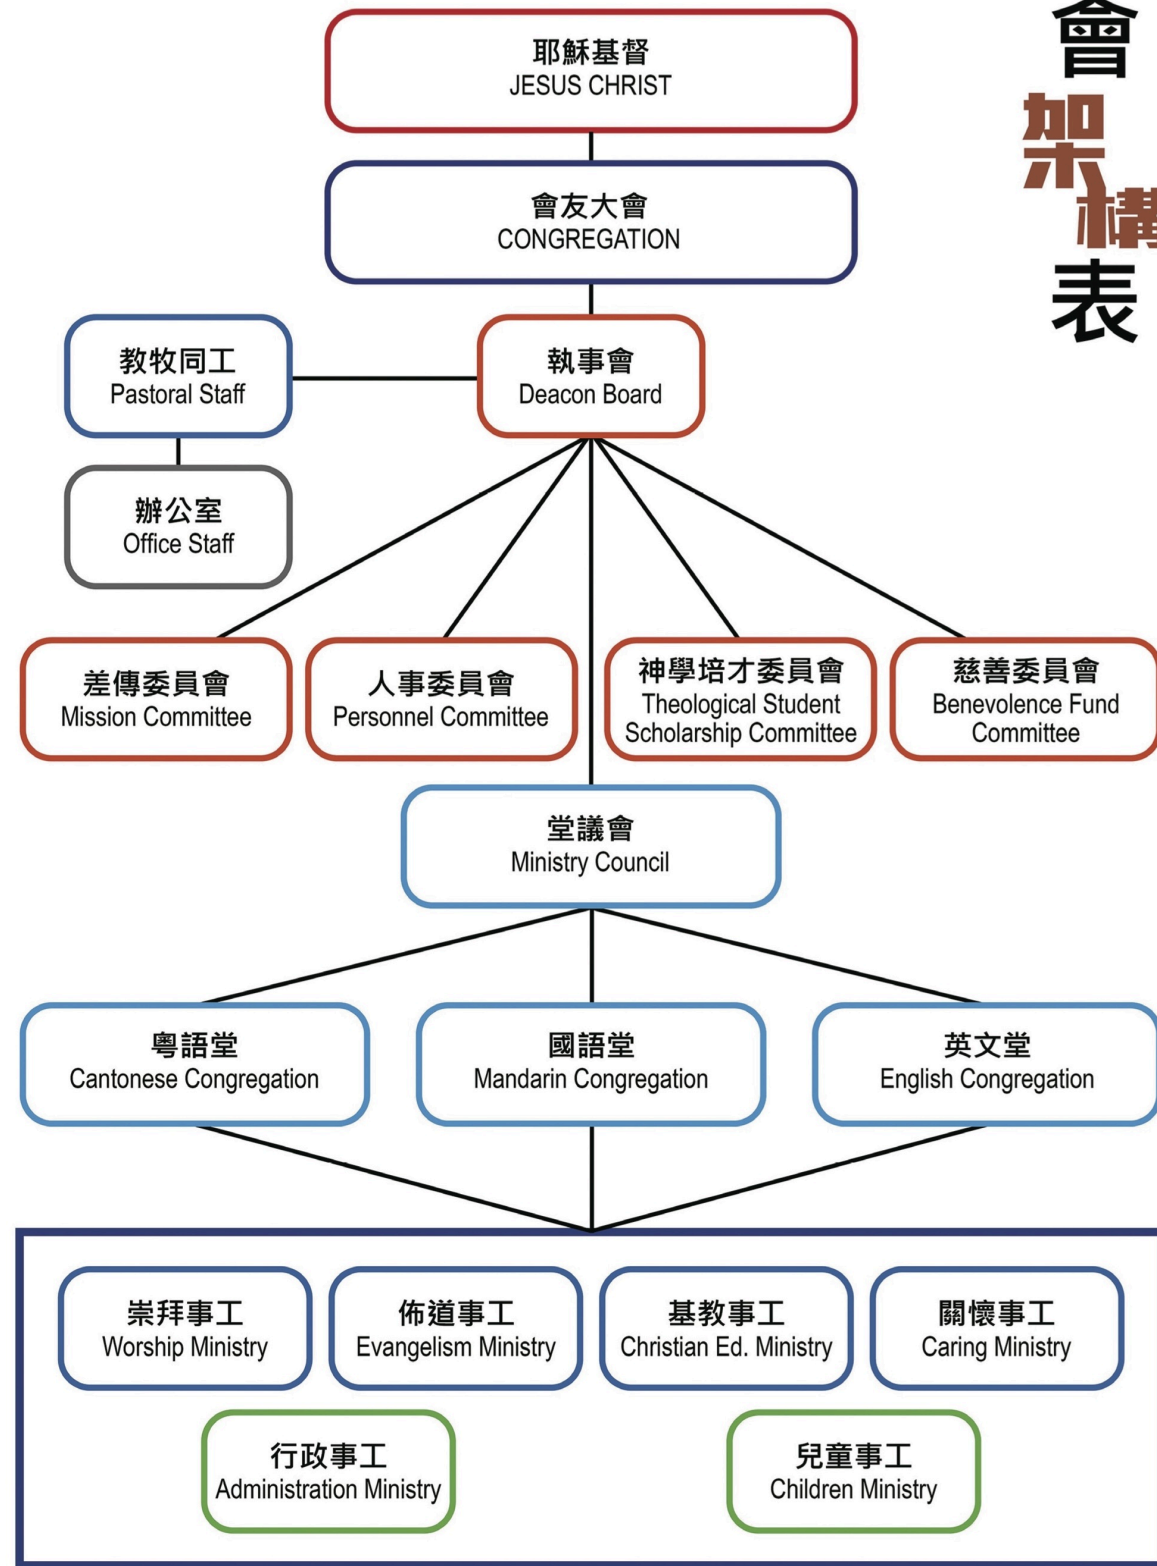 會
架
構
表
耶穌基督
JESUS CHRIST
會友大會
CONGREGATION
教牧同工
Pastoral Staff
執事會
Deacon Board
辦公室
Office Staff
差傳委員會
Mission Committee
人事委員會
Personnel Committee
神學培才委員會
Theological Student
Scholarship Committee
慈善委員會
Benevolence Fund
Committee
堂議會
Ministry Council
粵語堂
Cantonese Congregation
國語堂
Mandarin Congregation
英文堂
English Congregation
崇拜事工
Worship Ministry
佈道事工
Evangelism Ministry
基教事工
Christian Ed. Ministry
關懷事工
Caring Ministry
行政事工
Administration Ministry
兒童事工
Children Ministry